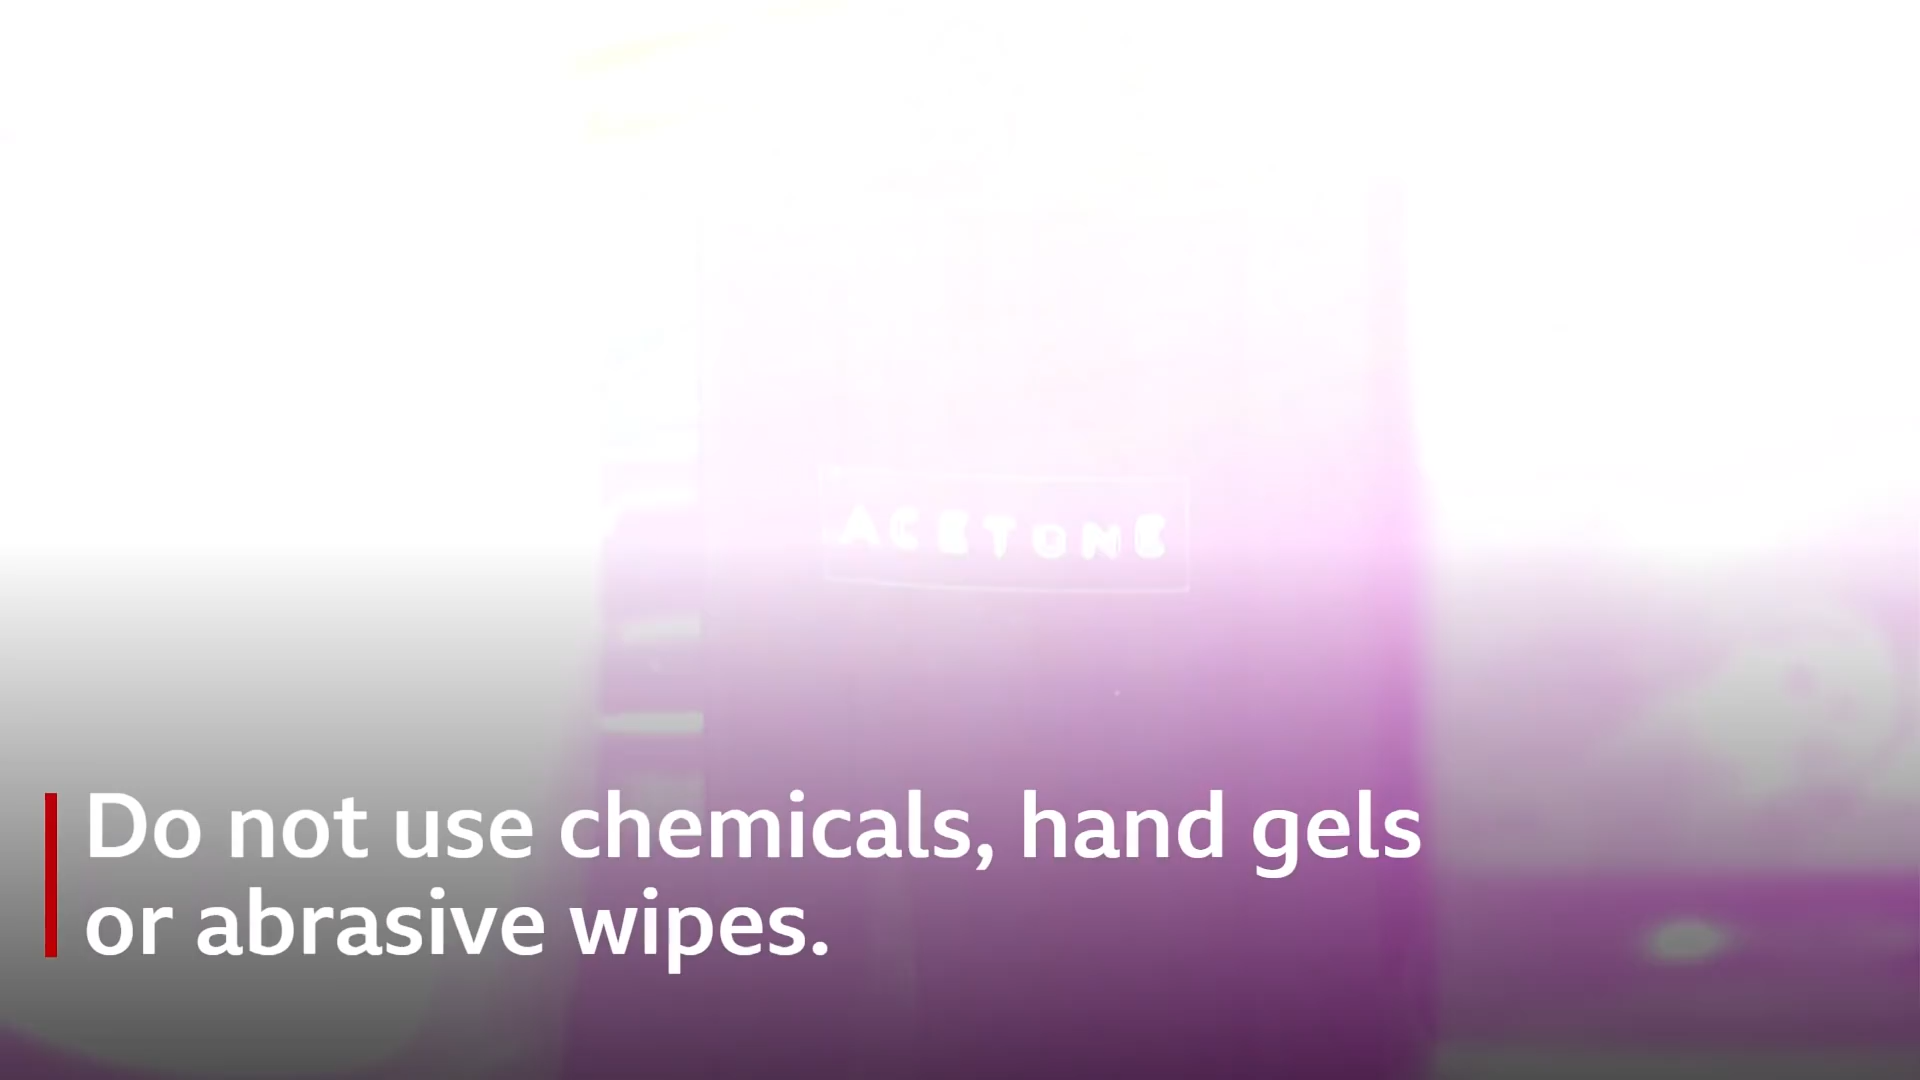 ACETONE
Do not use chemicals, hand gels
or abrasive wipes.